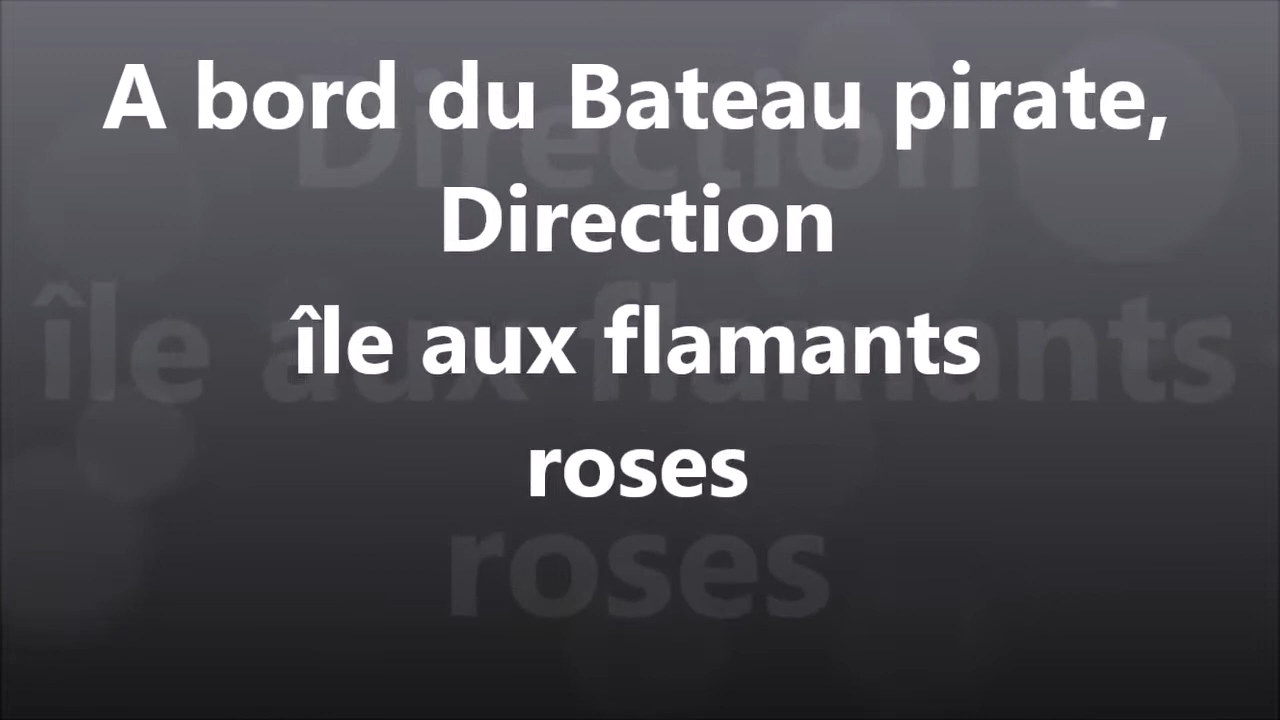 A bord du Bateau pirate,
Direction
île aux flamants
roses